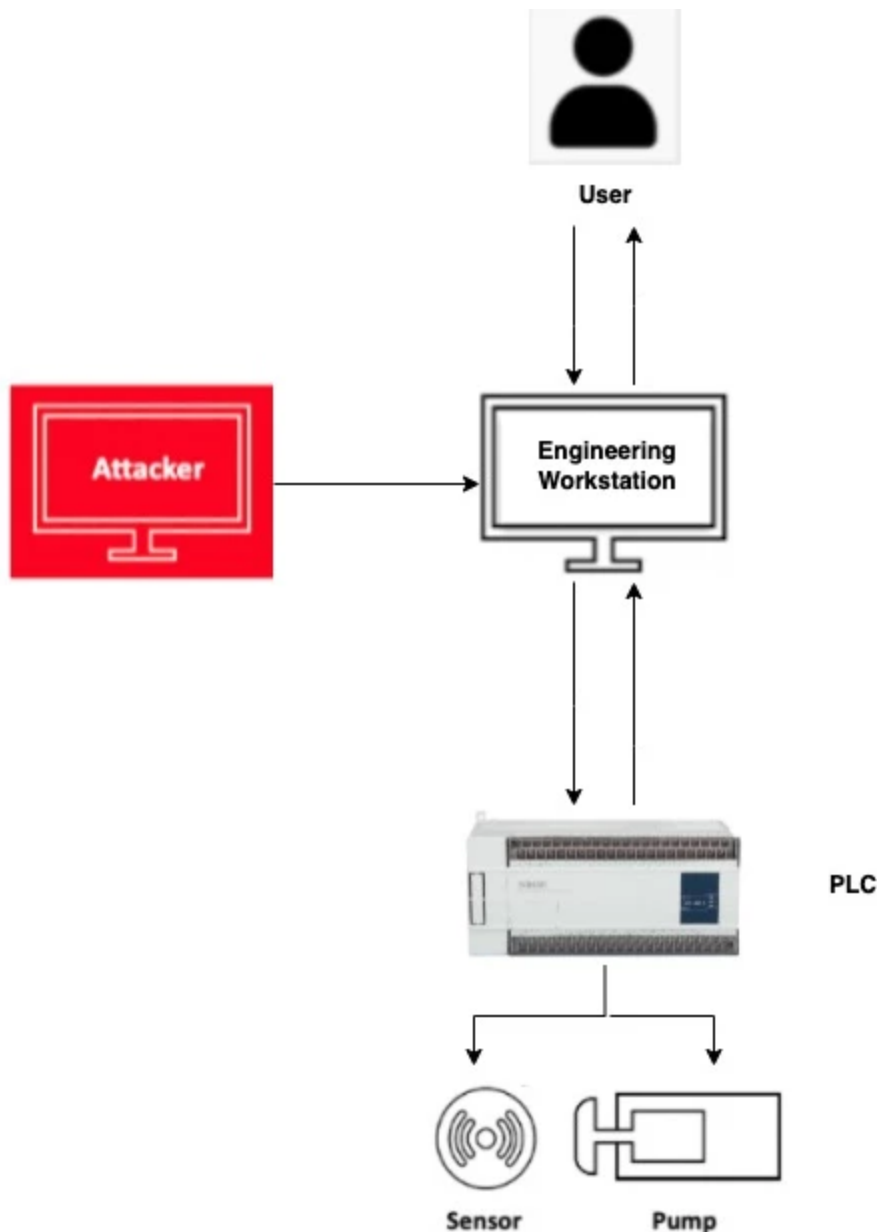 User
Attacker
Engineering
Workstation
PLC
Sensor
Pump